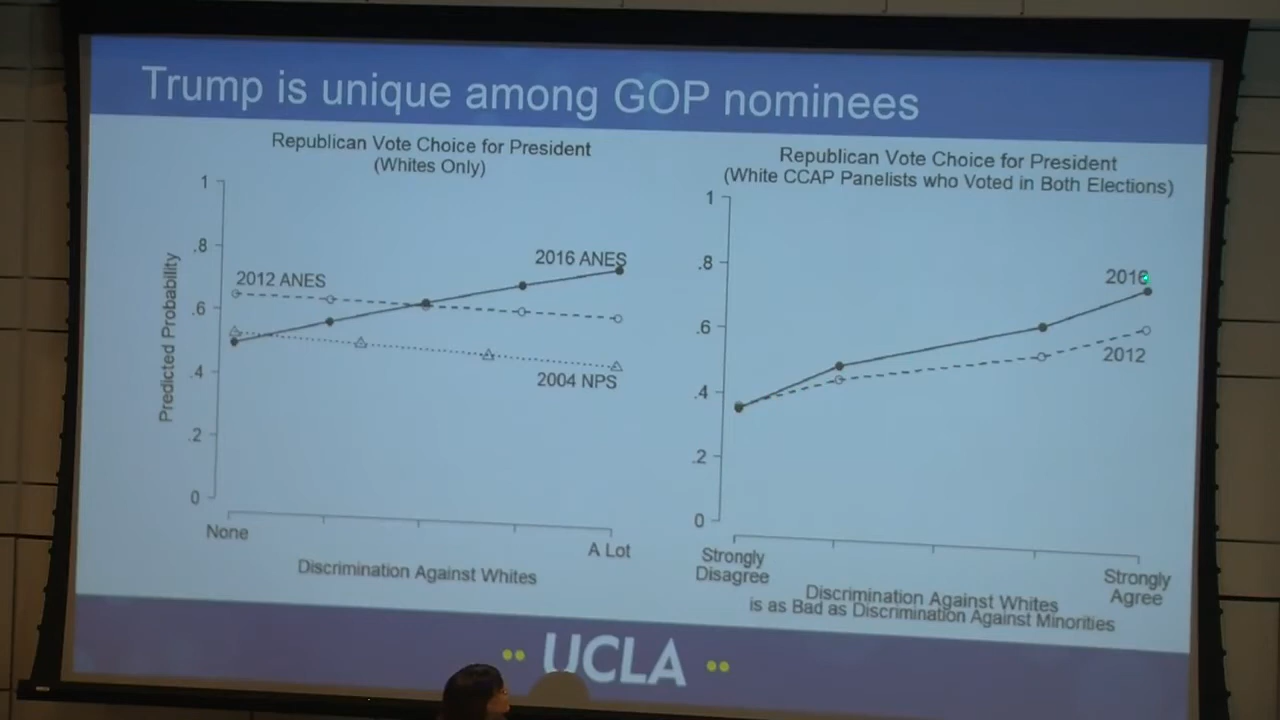 Trump is unique among GOP nominees
Republican Vote Choice for President
(Whites Only)
1
.8
.6
.4
.2
0
Predicted Probability
2012 ANES
2016 ANES
2004 NPS
None
A Lot
Discrimination Against Whites
Republican Vote Choice for President
(White CCAP Panelists who Voted in Both Elections)
1
.8
.6
.4
.2
0
2016
2012
Strongly
Disagree
Strongly
Agree
Discrimination Against Whites
is as Bad as Discrimination Against Minorities
UCLA